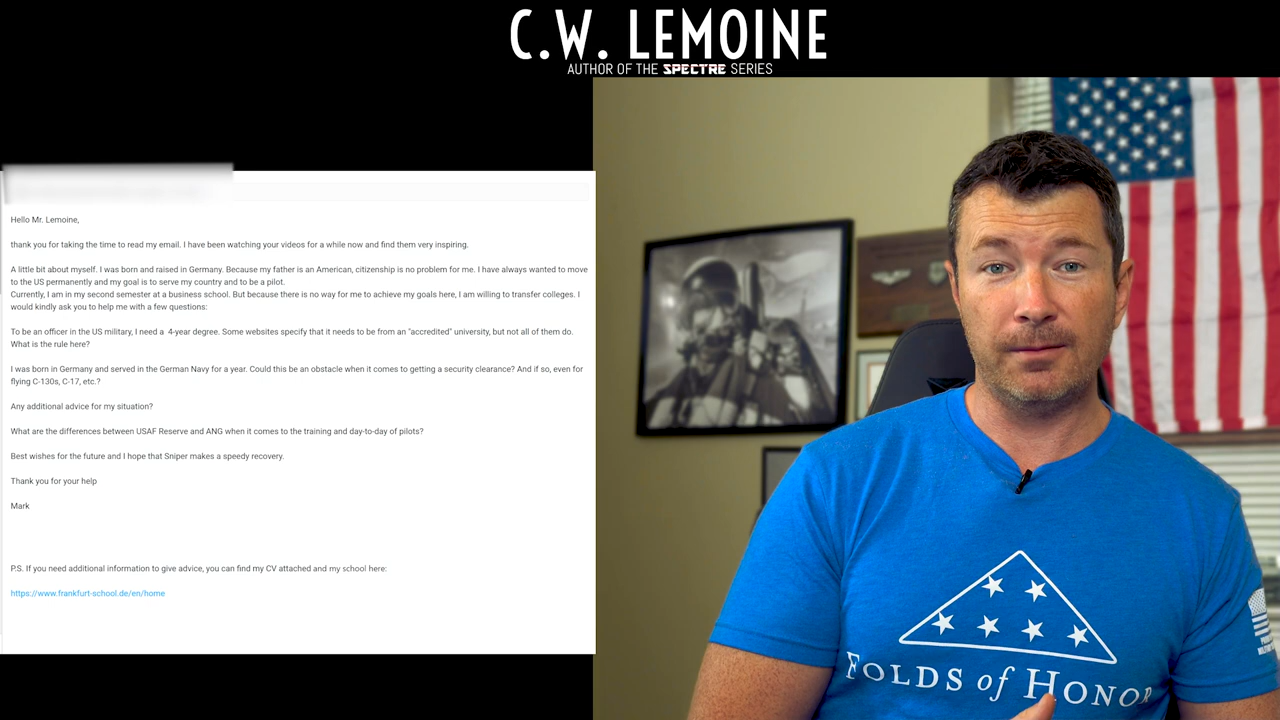 C.W. LEMOINE
AUTHOR OF THE SPECTRE SERIES
Hello Mr. Lemoine,
thank you for taking the time to read my email. I have been watching your videos for a while now and find them very inspiring.
A little bit about myself. I was born and raised in Germany. Because my father is an American, citizenship is no problem for me. I have always wanted to move
to the US permanently and my goal is to serve my country and to be a pilot.
Currently, I am in my second semester at a business school. But because there is no way for me to achieve my goals here, I am willing to transfer colleges. I
would kindly ask you to help me with a few questions:
To be an officer in the US military, I need a 4-year degree. Some websites specify that it needs to be from an "accredited" university, but not all of them do.
What is the rule here?
I was born in Germany and served in the German Navy for a year. Could this be an obstacle when it comes to getting a security clearance? And if so, even for
flying C-130s, C-17, etc.?
Any additional advice for my situation?
What are the differences between USAF Reserve and ANG when it comes to the training and day-to-day of pilots?
Best wishes for the future and I hope that Sniper makes a speedy recovery.
Thank you for your help
Mark
P.S. If you need additional information to give advice, you can find my CV attached and my school here:
https://www.frankfurt-school.de/en/home
FOLDS of HONOR